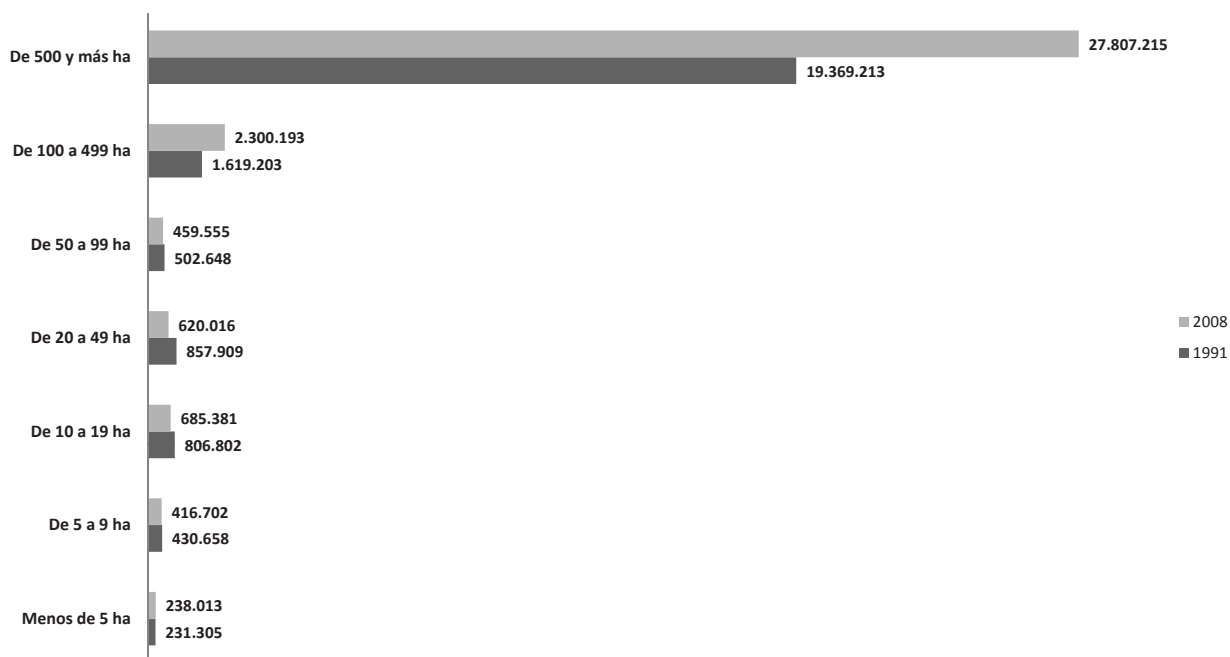 De 500 y más ha
27.807.215
19.369.213
De 100 a 499 ha
2.300.193
1.619.203
De 50 a 99 ha
459.555
502.648
De 20 a 49 ha
620.016
857.909
2008
1991
De 10 a 19 ha
685.381
806.802
De 5 a 9 ha
416.702
430.658
Menos de 5 ha
238.013
231.305